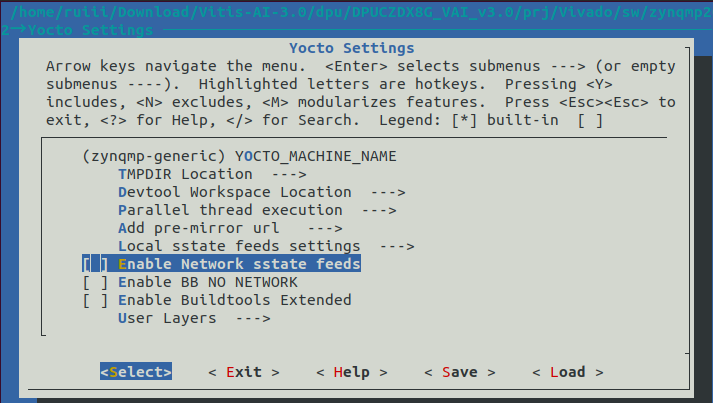 /home/ruiii/Download/Vitis-AI-3.0/dpu/DPUCZDX8G_VAI_v3.0/prj/Vivado/sw/zynqmp2
2→Yocto Settings
Yocto Settings
Arrow keys navigate the menu.  <Enter> selects submenus ---> (or empty
submenus ----).  Highlighted letters are hotkeys.  Pressing <Y>
includes, <N> excludes, <M> modularizes features.  Press <Esc><Esc> to
exit, <?> for Help, </> for Search.  Legend: [*] built-in  [ ]
(zynqmp-generic) YOCTO_MACHINE_NAME
TMPDIR Location  --->
Devtool Workspace Location  --->
Parallel thread execution  --->
Add pre-mirror url   --->
Local sstate feeds settings  --->
[ ] Enable Network sstate feeds
[ ] Enable BB NO NETWORK
[ ] Enable Buildtools Extended
User Layers  --->
<Select>    < Exit >    < Help >    < Save >    < Load >